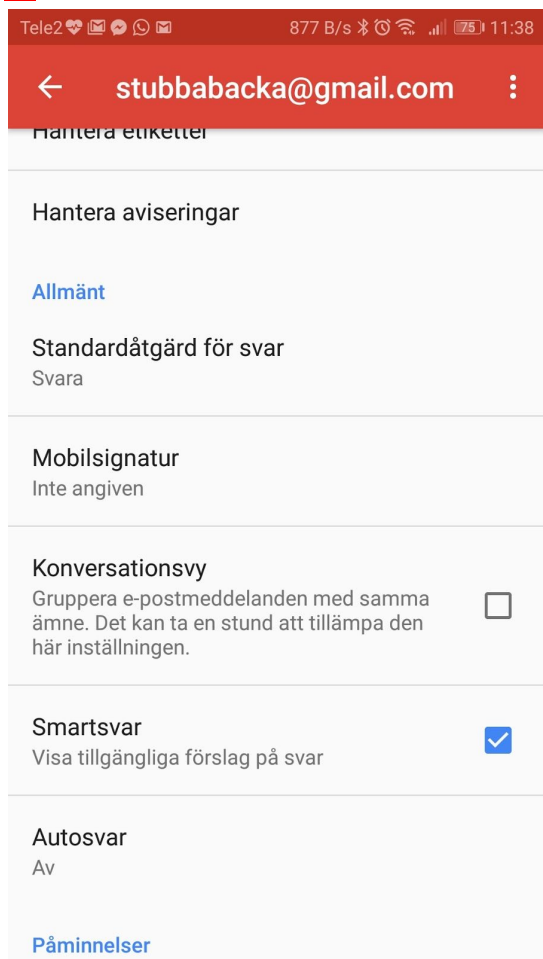 Tele2 877 B/s 75 11:38
stubbabacka@gmail.com
Hantera etiketter
Hantera aviseringar
Allmänt
Standardåtgärd för svar
Svara
Mobilsignatur
Inte angiven
Konversationsvy
Gruppera e-postmeddelanden med samma
ämne. Det kan ta en stund att tillämpa den
här inställningen.
Smartsvar
Visa tillgängliga förslag på svar
Autosvar
Av
Påminnelser